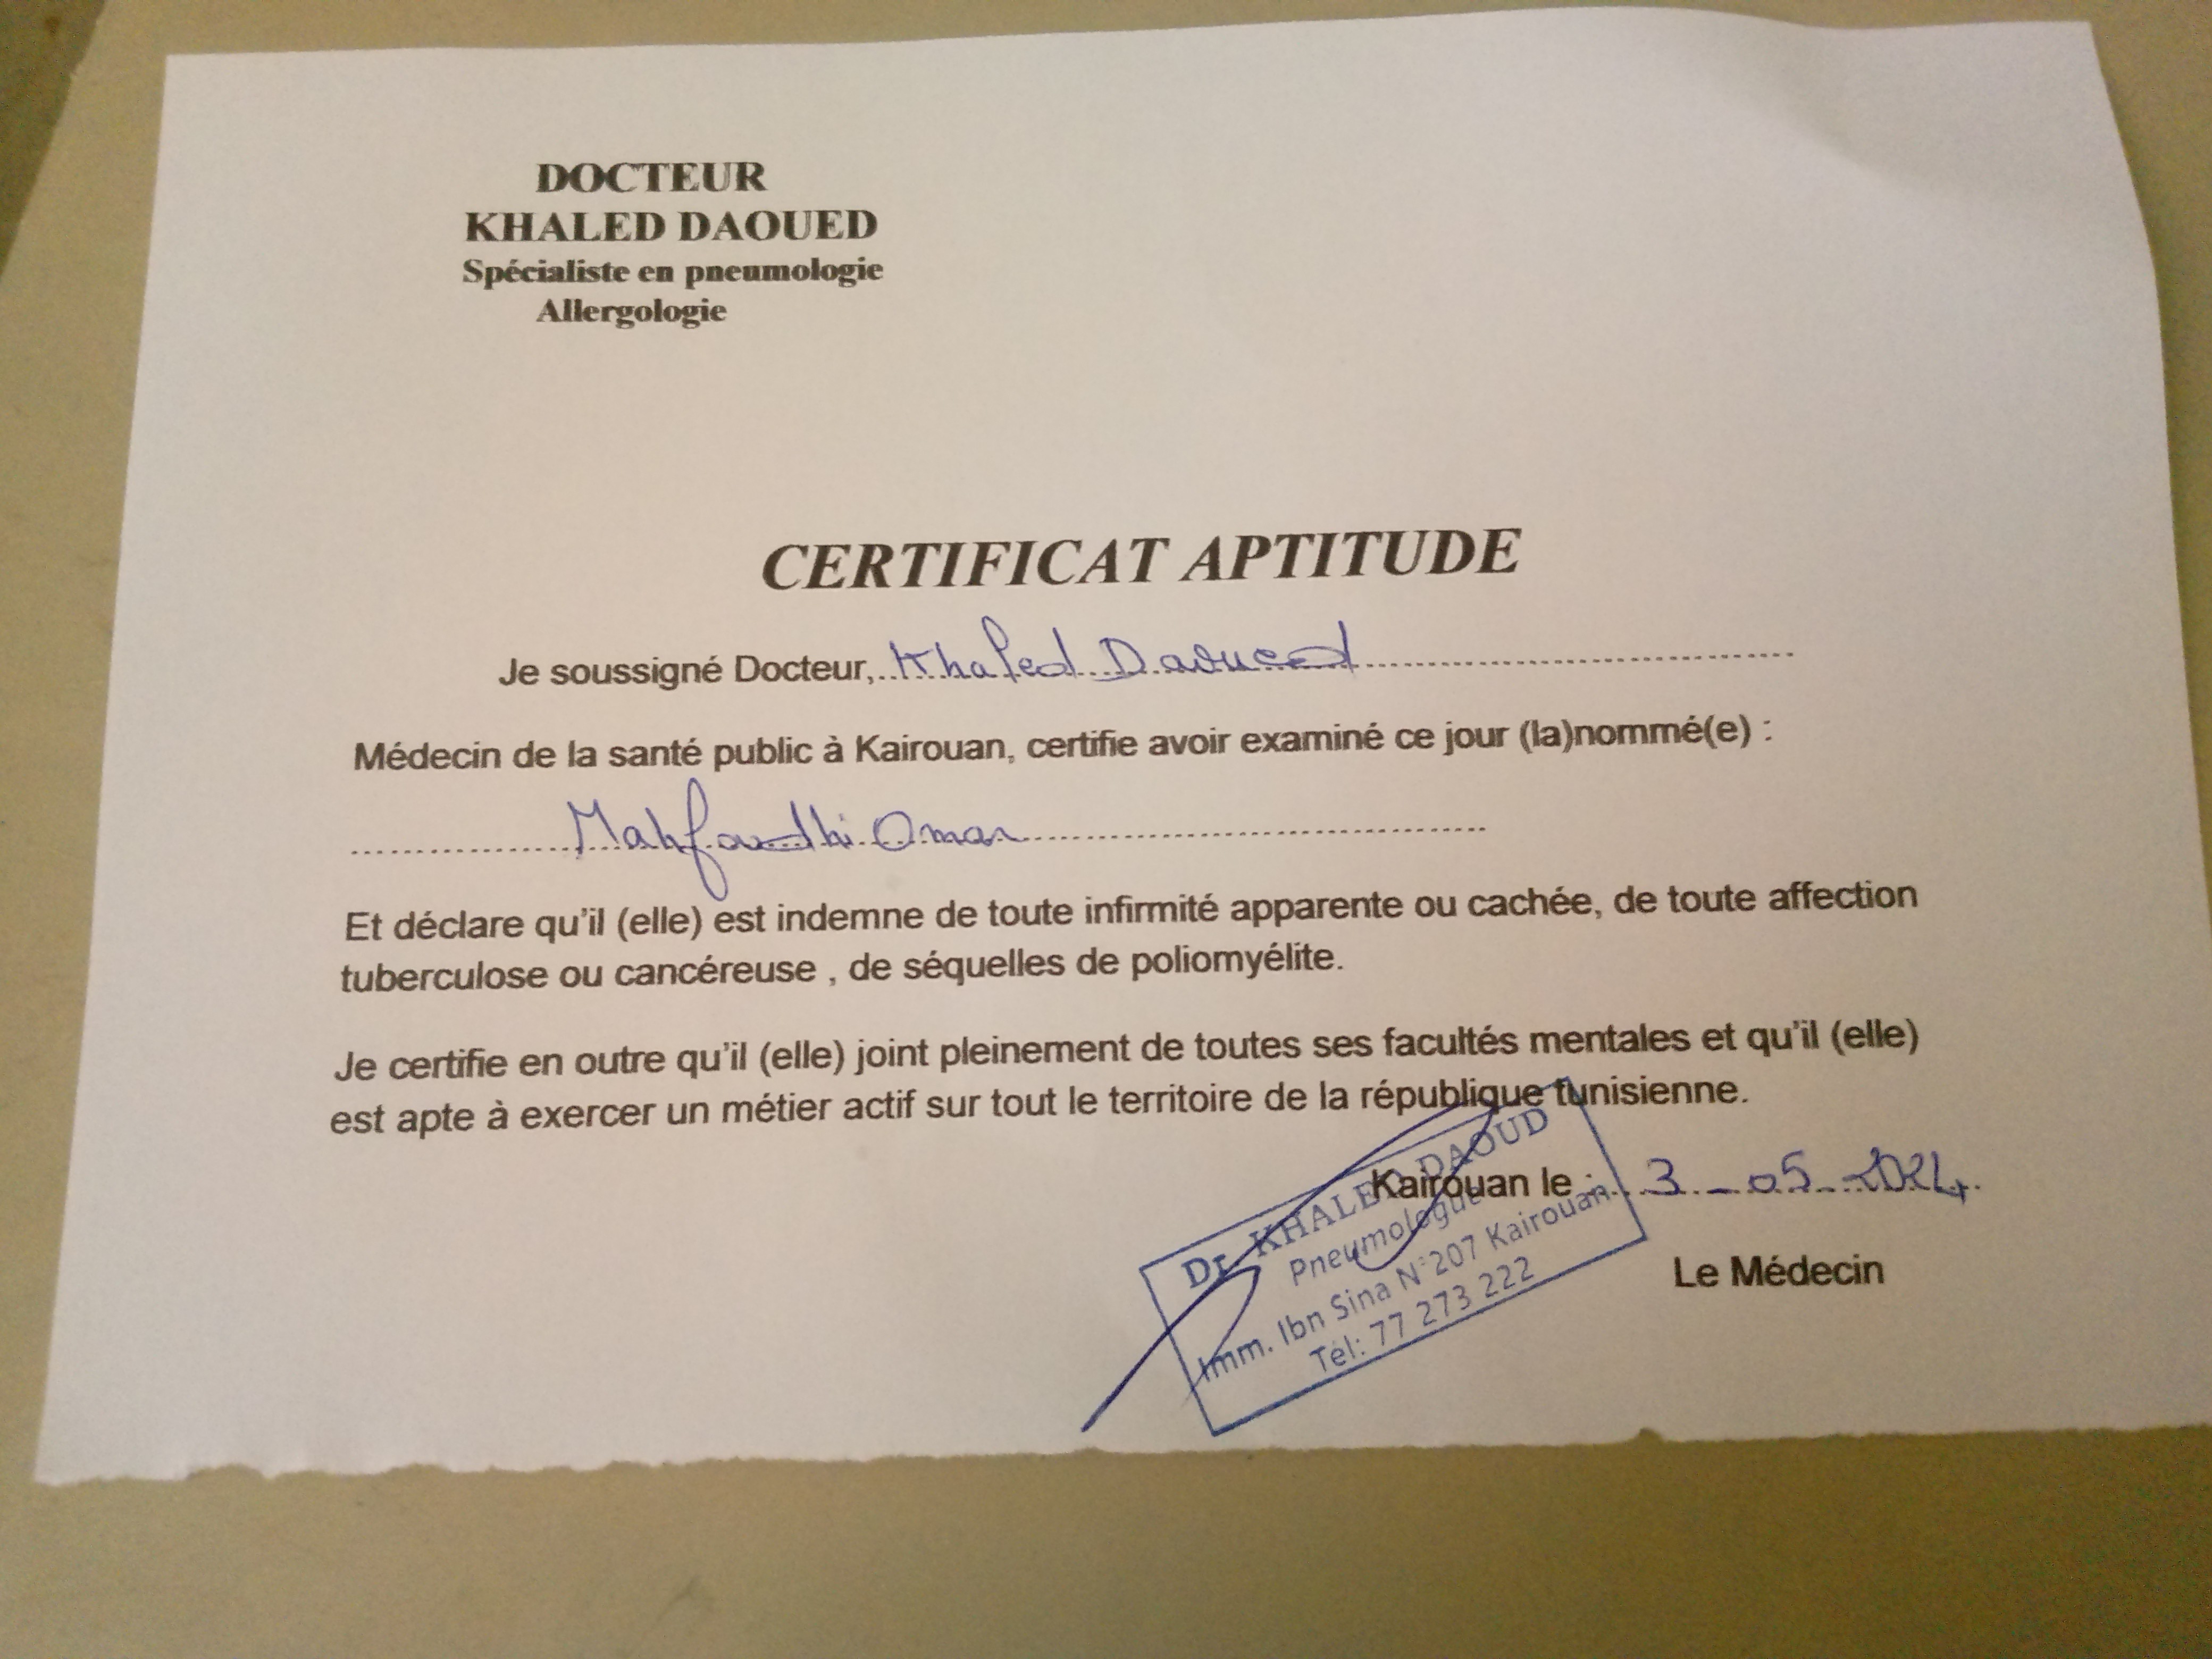 DOCTEUR
KHALED DAOUED
Spécialiste en pneumologie
Allergologie
CERTIFICAT APTITUDE
Je soussigné Docteur, Khaled Daoued
Médecin de la santé public à Kairouan, certifie avoir examiné ce jour (la)nommé(e) :
Mahfoudhi Omar
Et déclare qu'il (elle) est indemne de toute infirmité apparente ou cachée, de toute affection
tuberculose ou cancéreuse , de séquelles de poliomyélite.
Je certifie en outre qu'il (elle) joint pleinement de toutes ses facultés mentales et qu'il (elle)
est apte à exercer un métier actif sur tout le territoire de la république tunisienne.
Kairouan le : 3_05_2024
Le Médecin
Dr. KHALED DAOUD
Pneumologue
Imm. Ibn Sina N°207 Kairouan
Tél: 77 273 222